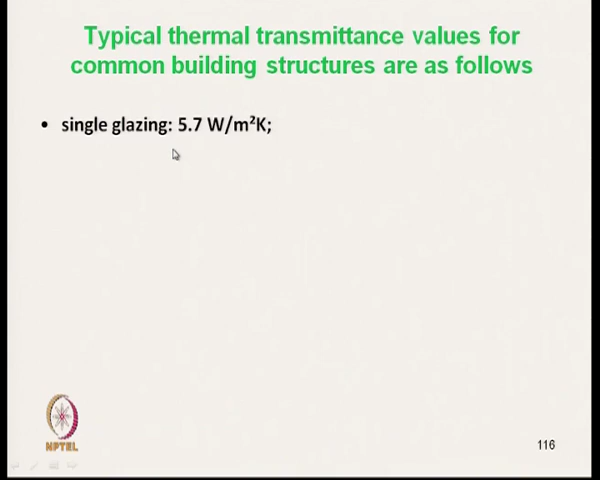 Typical thermal transmittance values for
common building structures are as follows
• single glazing: 5.7 W/m²K;
NPTEL
116